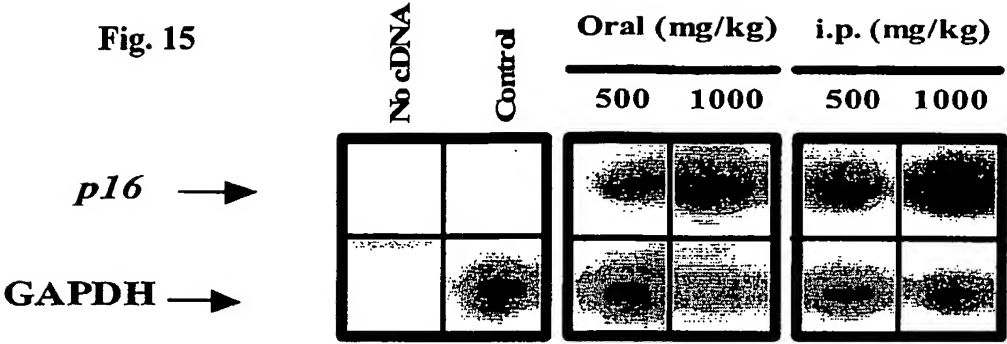 Fig. 15
No cDNA
Control
Oral (mg/kg)
i.p. (mg/kg)
500 1000
500 1000
p16
GAPDH